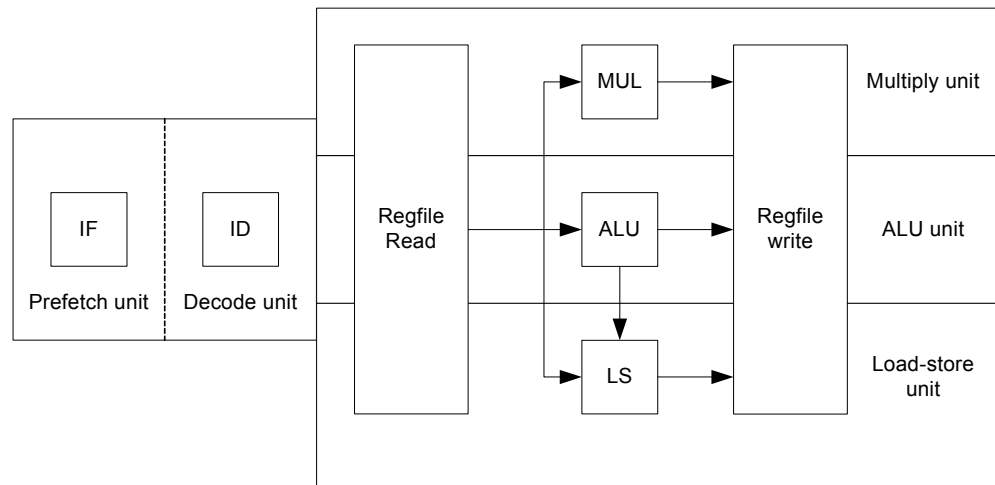 MUL
Multiply unit
IF
ID
Regfile
Read
ALU
Regfile
write
ALU unit
Prefetch unit
Decode unit
LS
Load-store
unit